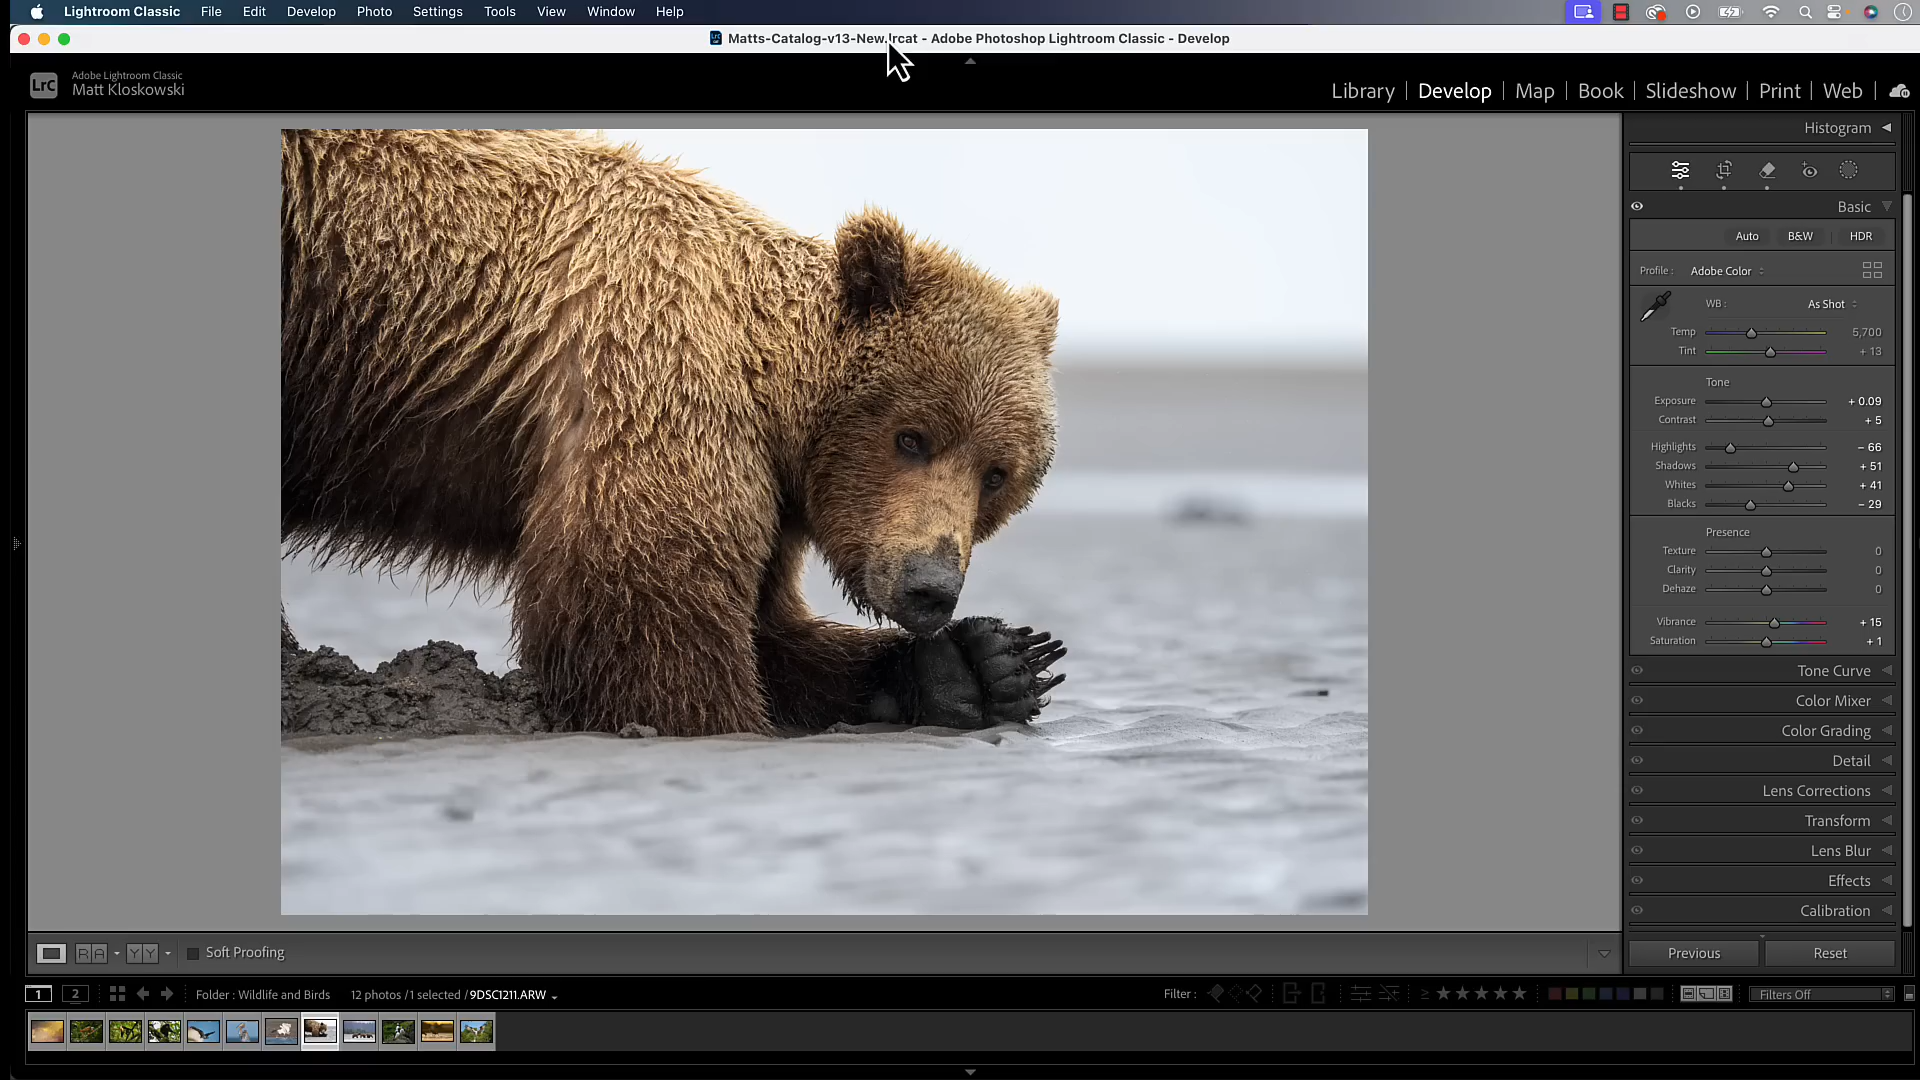 Lightroom Classic File Edit Develop Photo Settings Tools View Window Help
Matts-Catalog-v13-New.lrcat - Adobe Photoshop Lightroom Classic - Develop
LrC
Adobe Lightroom Classic
Matt Kloskowski
Library | Develop | Map | Book | Slideshow | Print | Web
Histogram
Basic
Auto B&W HDR
Profile : Adobe Color
WB : As Shot
Temp 5,700
Tint + 13
Tone
Exposure + 0.09
Contrast + 5
Highlights – 66
Shadows + 51
Whites + 41
Blacks – 29
Presence
Texture 0
Clarity 0
Dehaze 0
Vibrance + 15
Saturation + 1
Tone Curve
Color Mixer
Color Grading
Detail
Lens Corrections
Transform
Lens Blur
Effects
Calibration
RA YY Soft Proofing
Previous Reset
1 2 Folder : Wildlife and Birds 12 photos /1 selected /9DSC1211.ARW Filter : ≥ Filters Off